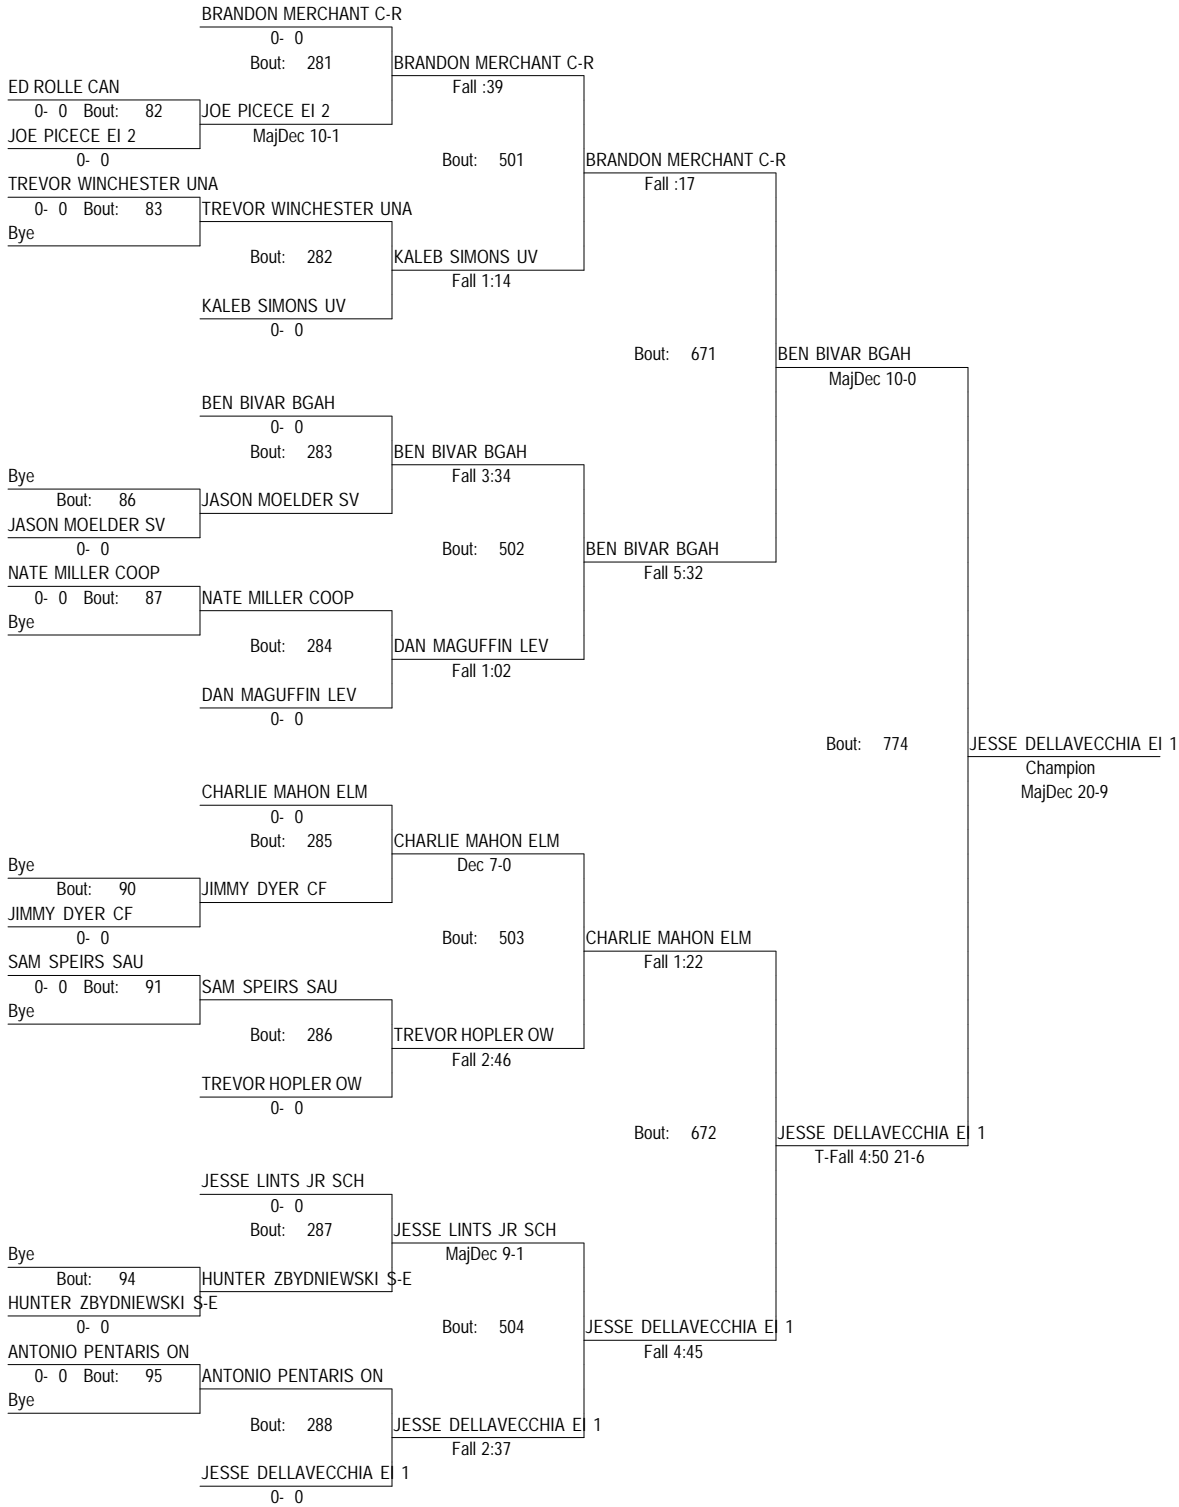 BRANDON MERCHANT C-R
0- 0
Bout: 281
BRANDON MERCHANT C-R
Fall :39
ED ROLLE CAN
0- 0 Bout: 82
JOE PICECE EI 2
MajDec 10-1
JOE PICECE EI 2
0- 0
Bout: 501
BRANDON MERCHANT C-R
Fall :17
TREVOR WINCHESTER UNA
0- 0 Bout: 83
TREVOR WINCHESTER UNA
Bye
Bout: 282
KALEB SIMONS UV
Fall 1:14
KALEB SIMONS UV
0- 0
Bout: 671
BEN BIVAR BGAH
MajDec 10-0
BEN BIVAR BGAH
0- 0
Bout: 283
BEN BIVAR BGAH
Fall 3:34
Bye
Bout: 86
JASON MOELDER SV
JASON MOELDER SV
0- 0
Bout: 502
BEN BIVAR BGAH
Fall 5:32
NATE MILLER COOP
0- 0 Bout: 87
NATE MILLER COOP
Bye
Bout: 284
DAN MAGUFFIN LEV
Fall 1:02
DAN MAGUFFIN LEV
0- 0
Bout: 774
JESSE DELLAVECCHIA EI 1
Champion
MajDec 20-9
CHARLIE MAHON ELM
0- 0
Bout: 285
CHARLIE MAHON ELM
Dec 7-0
Bye
Bout: 90
JIMMY DYER CF
JIMMY DYER CF
0- 0
Bout: 503
CHARLIE MAHON ELM
Fall 1:22
SAM SPEIRS SAU
0- 0 Bout: 91
SAM SPEIRS SAU
Bye
Bout: 286
TREVOR HOPLER OW
Fall 2:46
TREVOR HOPLER OW
0- 0
Bout: 672
JESSE DELLAVECCHIA EI 1
T-Fall 4:50 21-6
JESSE LINTS JR SCH
0- 0
Bout: 287
JESSE LINTS JR SCH
MajDec 9-1
Bye
Bout: 94
HUNTER ZBYDNIEWSKI S-E
HUNTER ZBYDNIEWSKI S-E
0- 0
Bout: 504
JESSE DELLAVECCHIA EI 1
Fall 4:45
ANTONIO PENTARIS ON
0- 0 Bout: 95
ANTONIO PENTARIS ON
Bye
Bout: 288
JESSE DELLAVECCHIA EI 1
Fall 2:37
JESSE DELLAVECCHIA EI 1
0- 0